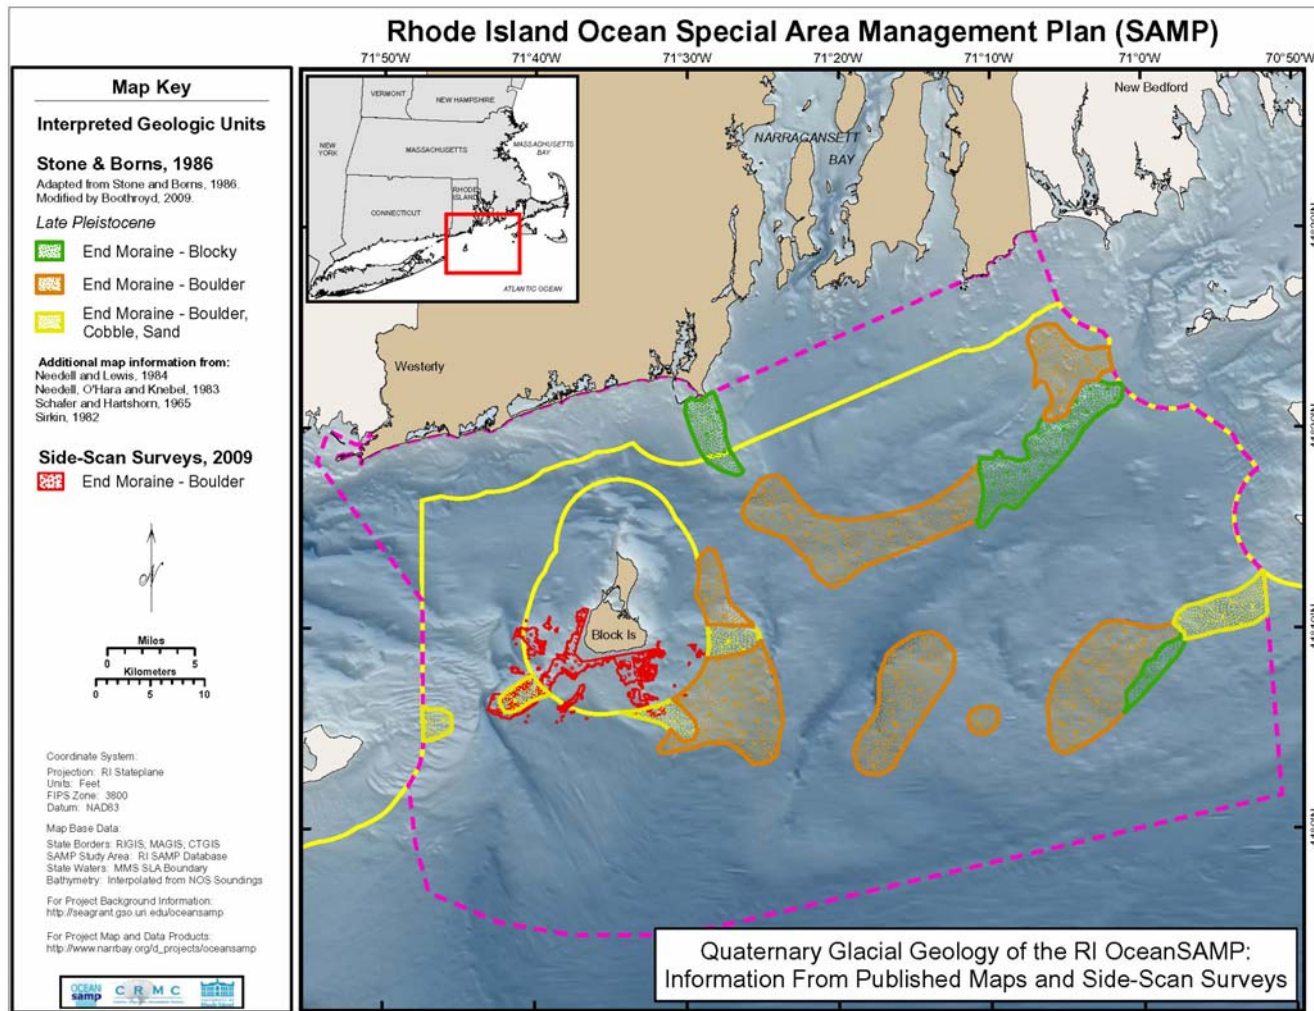 Rhode Island Ocean Special Area Management Plan (SAMP)
71°50'W
71°40'W
71°30'W
71°20'W
71°10'W
71°0'W
70°50'W
Map Key
Interpreted Geologic Units
Stone & Borns, 1986
Adapted from Stone and Borns, 1986.
Modified by Boothroyd, 2009.
Late Pleistocene
End Moraine - Blocky
End Moraine - Boulder
End Moraine - Boulder,
Cobble, Sand
Additional map information from:
Needell and Lewis, 1984
Needell, O'Hara and Knebel, 1983
Schafer and Hartshorn, 1965
Sirkin, 1982
Side-Scan Surveys, 2009
End Moraine - Boulder
N
Miles
0 5
Kilometers
0 5 10
Coordinate System:
Projection: RI Stateplane
Units: Feet
FIPS Zone: 3800
Datum: NAD83
Map Base Data:
State Borders: RIGIS, MAGIS, CTGIS
SAMP Study Area: RI SAMP Database
State Waters: MMS SLA Boundary
Bathymetry: Interpolated from NOS Soundings
For Project Background Information:
http://seagrant.gso.uri.edu/oceansamp
For Project Map and Data Products:
http://www.narrbay.org/d_projects/oceansamp
OCEAN
samp
CRMC
VERMONT
NEW HAMPSHIRE
NEW
YORK
MASSACHUSETTS
MASSACHUSETTS
BAY
RHODE
ISLAND
CONNECTICUT
ATLANTIC OCEAN
New Bedford
NARRAGANSETT
BAY
Westerly
Block Is
Quaternary Glacial Geology of the RI OceanSAMP:
Information From Published Maps and Side-Scan Surveys